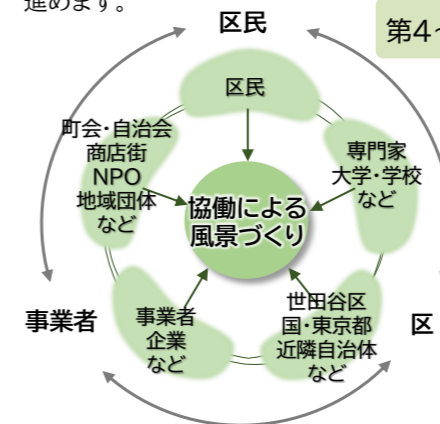 進めます。
区民
第4
区民
町会・自治会
商店街
NPO
地域団体
など
専門家
大学・学校
など
協働による
風景づくり
事業者
事業者
企業
など
世田谷区
国・東京都
近隣自治体
など
区